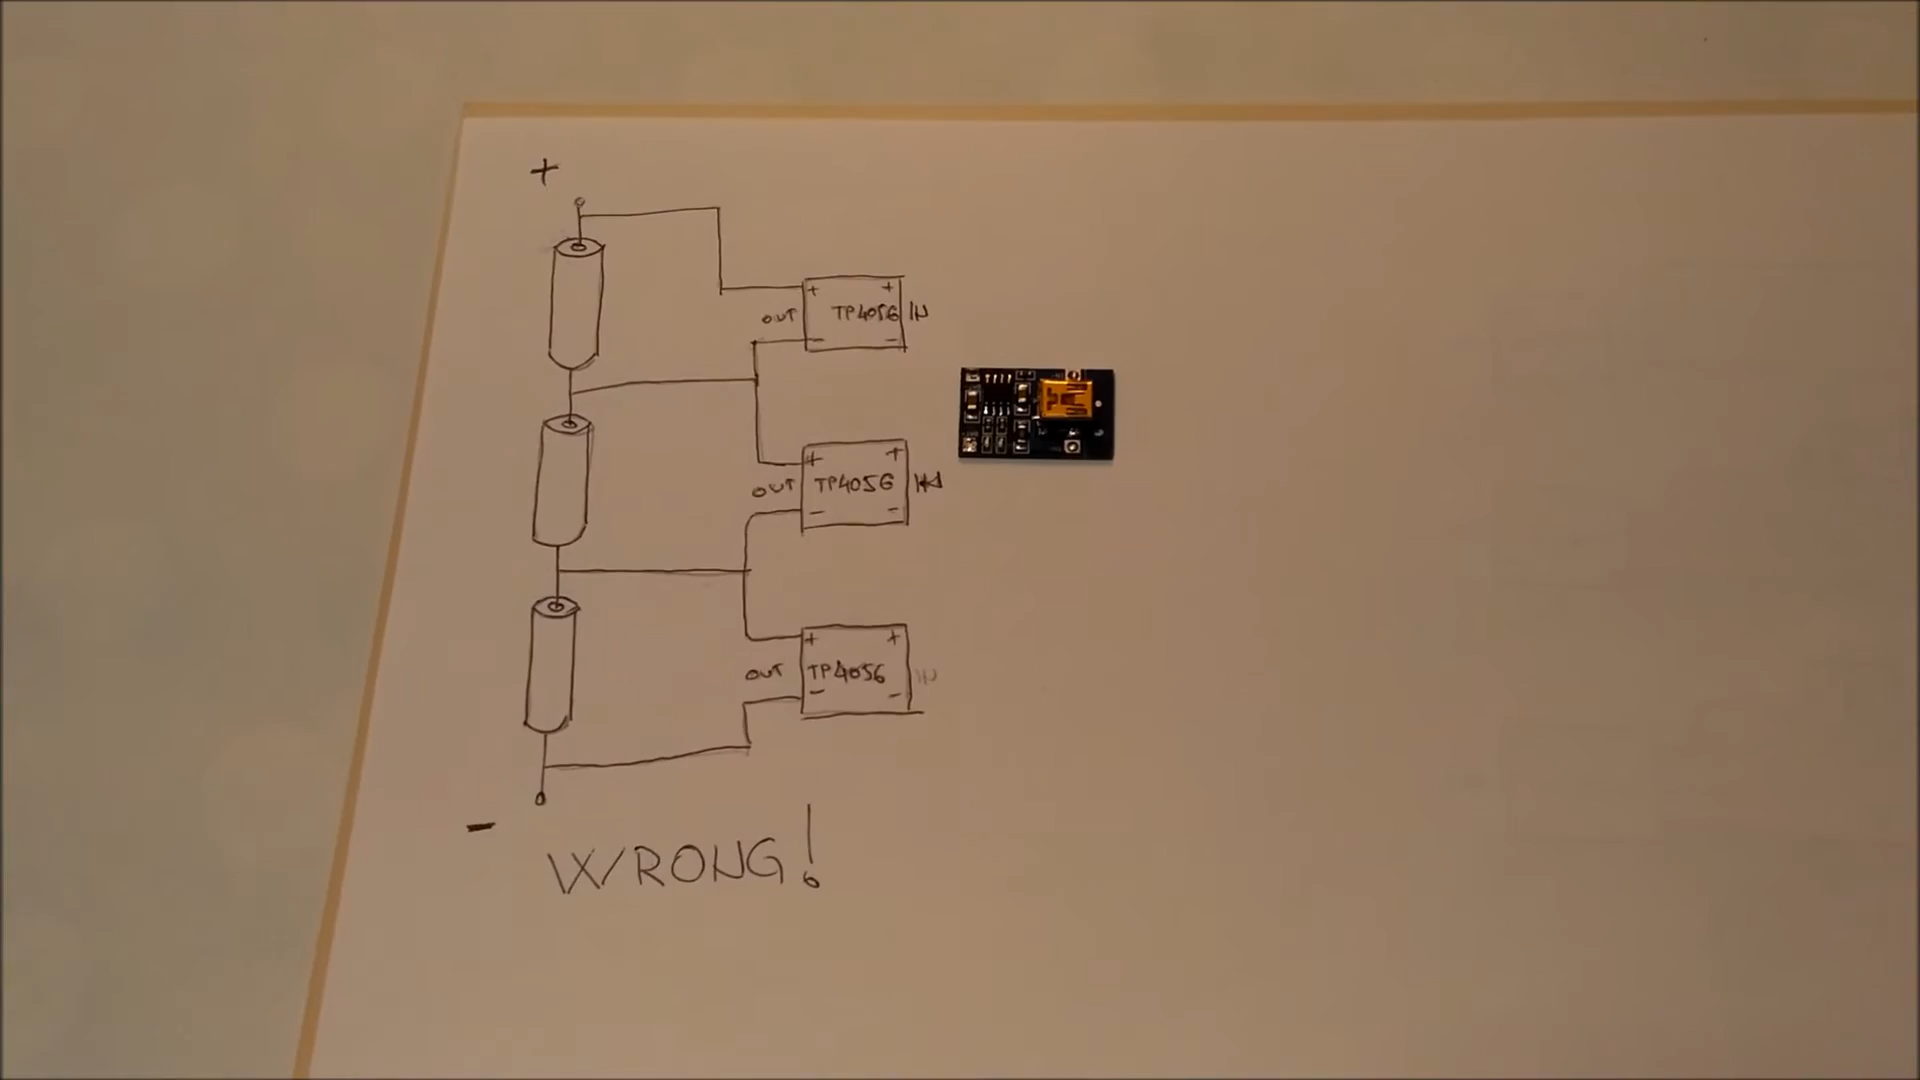 +
+ +
OUT TP4056 IN
- -
+ +
OUT TP4056 IN
- -
+ +
OUT TP4056 IN
- -
-
WRONG!